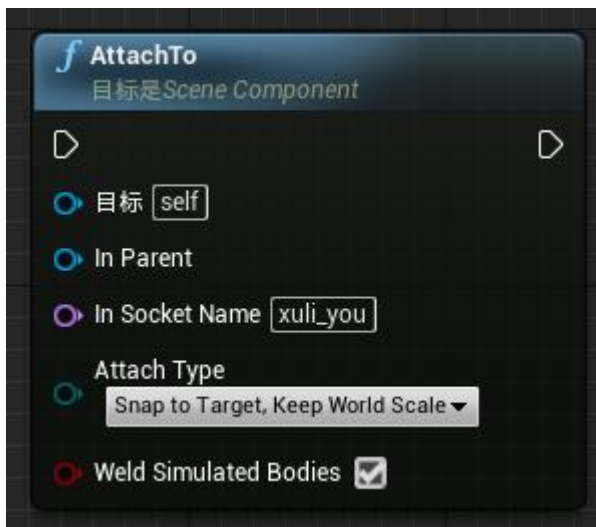 f AttachTo
目标是Scene Component
目标 self
In Parent
In Socket Name xuli_you
Attach Type
Snap to Target, Keep World Scale
Weld Simulated Bodies